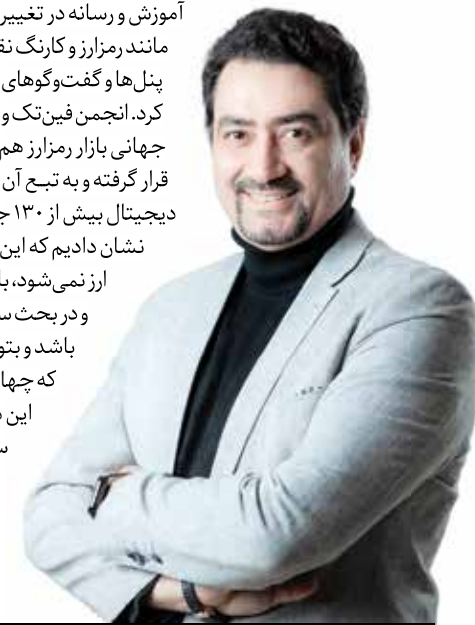 آموزش و رسانه در تغییر
مانند رمزارز و کارنگ نق
پنل‌ها و گفت‌وگوهای
کرد. انجمن فین‌تک و
جهانی بازار رمزارز هم
قرار گرفته و به تبع آن
دیجیتال بیش از ۱۳۰ ج
نشان دادیم که این
ارز نمی‌شود، با
و در بحث س
باشد و بتو
که چها
این د
س